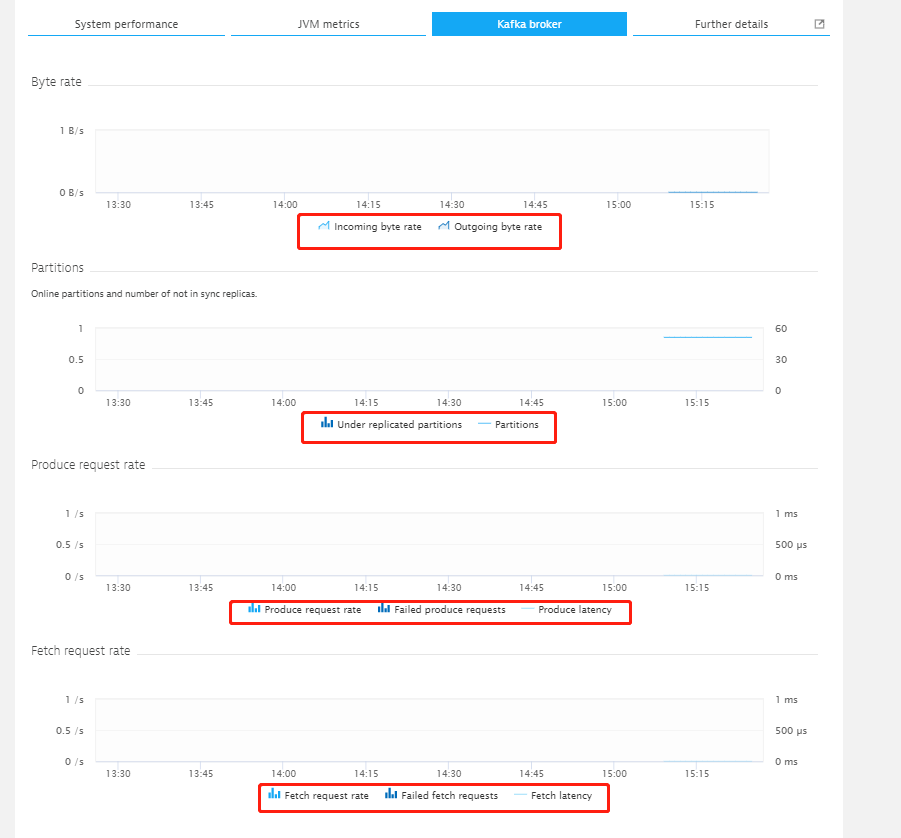 System performance JVM metrics Kafka broker Further details
Byte rate
1 B/s
0 B/s
13:30 13:45 14:00 14:15 14:30 14:45 15:00 15:15
Incoming byte rate Outgoing byte rate
Partitions
Online partitions and number of not in sync replicas.
1 60
0.5 30
0 0
13:30 13:45 14:00 14:15 14:30 14:45 15:00 15:15
Under replicated partitions Partitions
Produce request rate
1 /s 1 ms
0.5 /s 500 µs
0 /s 0 ms
13:30 13:45 14:00 14:15 14:30 14:45 15:00 15:15
Produce request rate Failed produce requests Produce latency
Fetch request rate
1 /s 1 ms
0.5 /s 500 µs
0 /s 0 ms
13:30 13:45 14:00 14:15 14:30 14:45 15:00 15:15
Fetch request rate Failed fetch requests Fetch latency